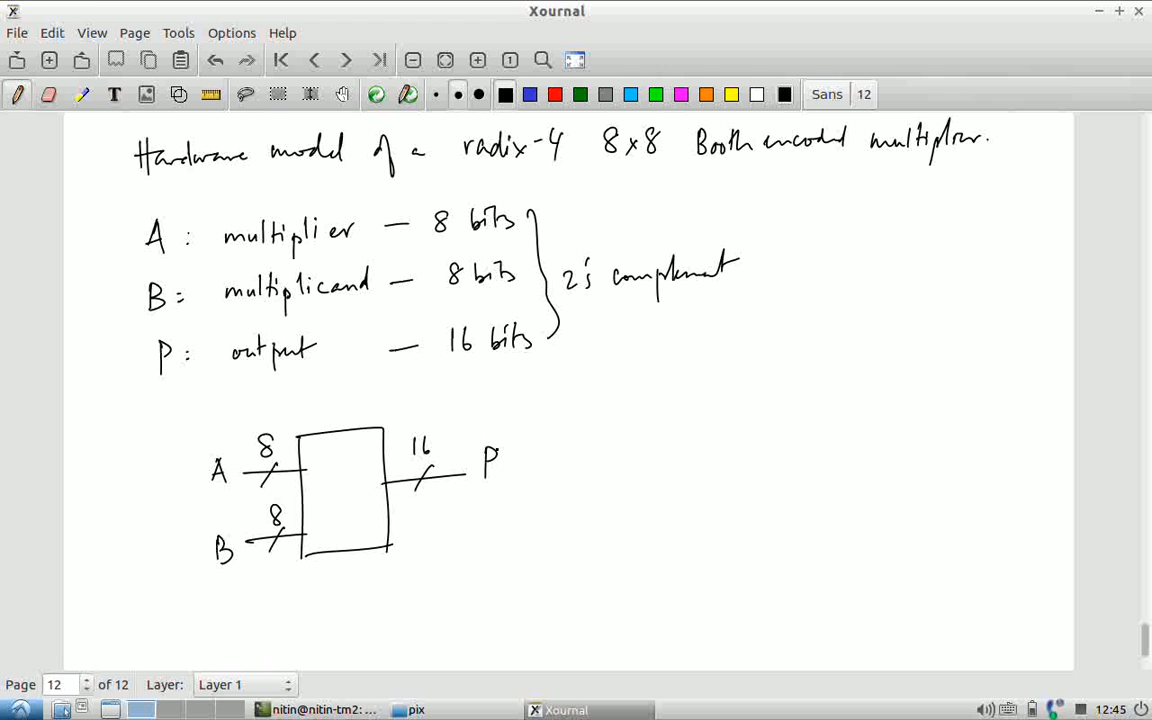 Xournal
File Edit View Page Tools Options Help
Sans 12
Hardware model of a radix-4 8x8 Booth encoded multiplier.
A : multiplier — 8 bits
B : multiplicand — 8 bits
2's complement
P : output — 16 bits
8
16
A
P
8
B
Page 12 of 12 Layer: Layer 1
nitin@nitin-tm2: ... pix Xournal 12:45